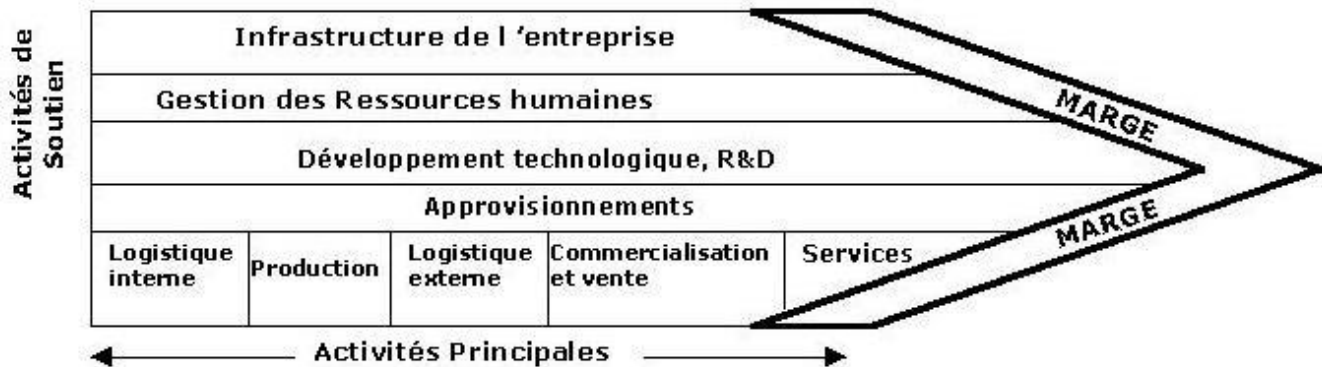 Activités de
Soutien
Infrastructure de l 'entreprise
Gestion des Ressources humaines
Développement technologique, R&D
Approvisionnements
MARGE
MARGE
Logistique
interne
Production
Logistique
externe
Commercialisation
et vente
Services
Activités Principales